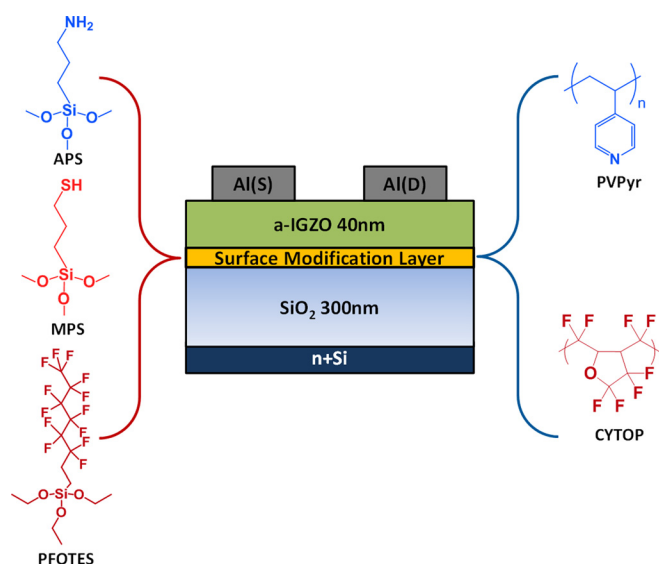 NH₂
Si
O
O
O
APS
SH
Si
O
O
O
MPS
F
F
F
F
F
F
F
F
F
F
F
F
F
Si
O
O
O
PFOTES
Al(S)
Al(D)
a-IGZO 40nm
Surface Modification Layer
SiO₂ 300nm
n+Si
n
N
PVPyr
F
F
F
F
O
F
F
F
F
CYTOP